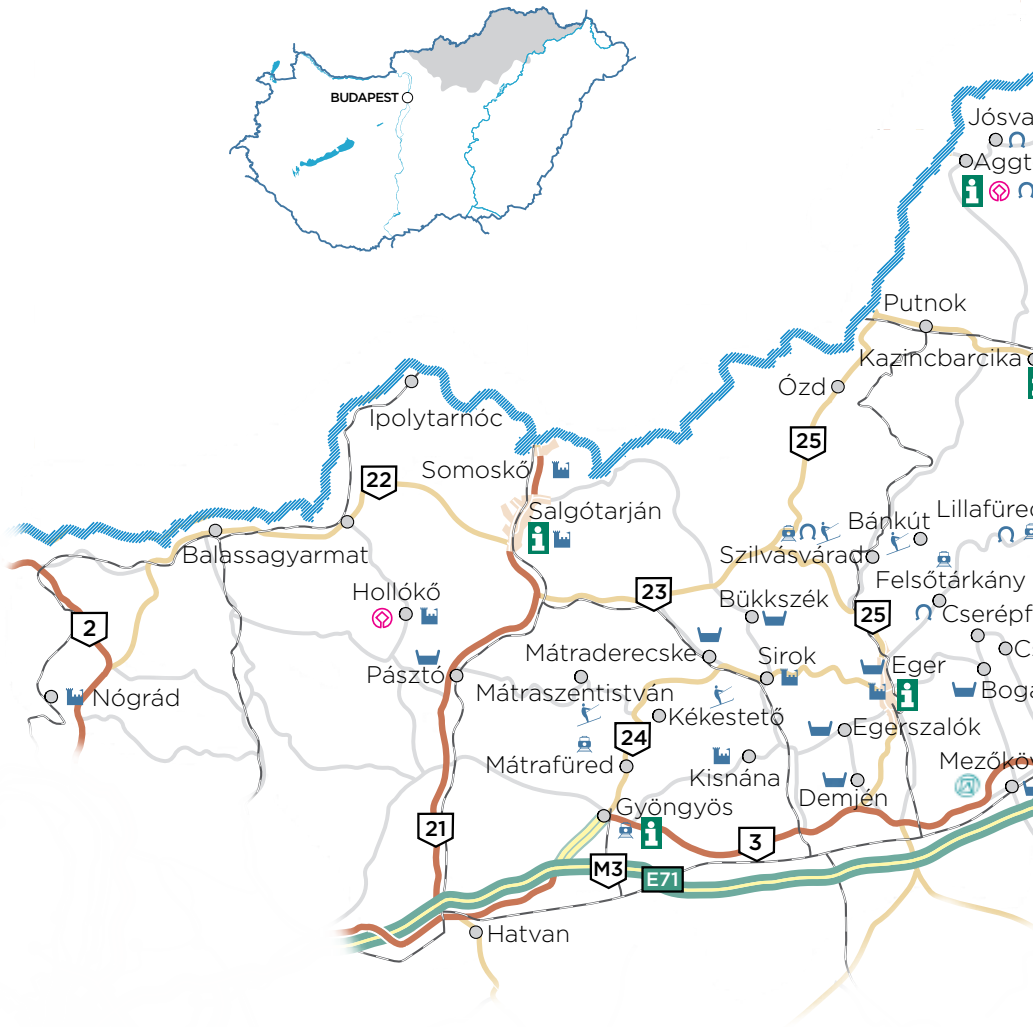 BUDAPEST
Jósva
Aggt
Putnok
Kazincbarcika
Ózd
Ipolytarnóc
25
Somoskő
22
Salgótarján
Lillafüred
Bánkút
Balassagyarmat
Szilvásvárad
Felsőtárkány
Hollókő
23
Bükkszék
25
Cserépf
2
Mátraderecske
Sirok
Cs
Eger
Pásztó
Mátraszentistván
Boga
Nógrád
Kékestető
Egerszalók
24
Mátrafüred
Kisnána
Mezőköv
Demjén
Gyöngyös
21
3
M3
E71
Hatvan